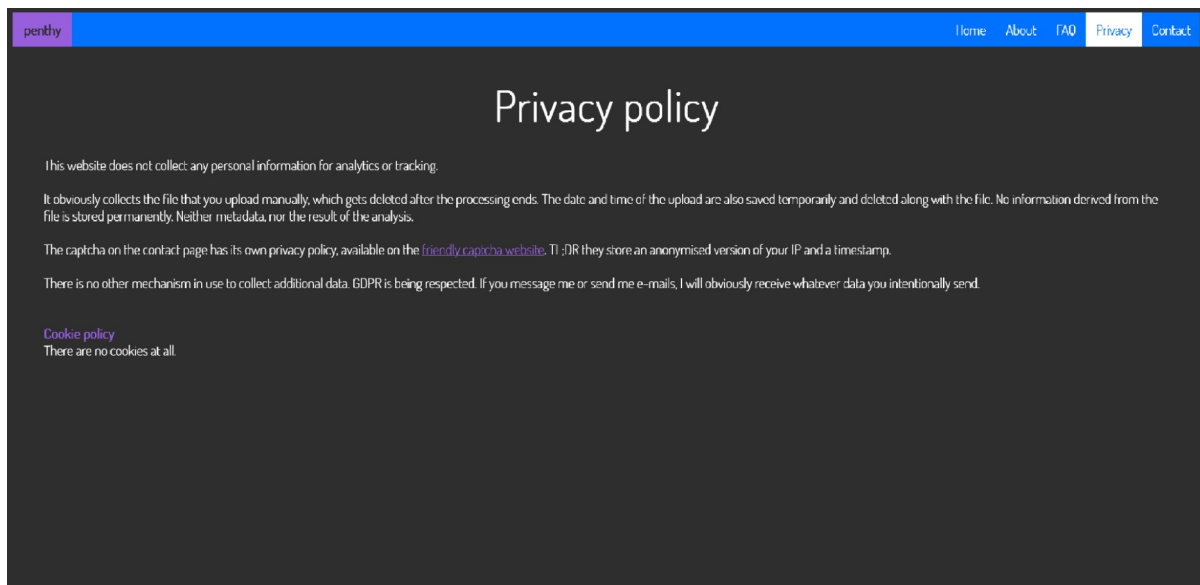 penthy
Home About FAQ Privacy Contact
Privacy policy
This website does not collect any personal information for analytics or tracking.
It obviously collects the file that you upload manually, which gets deleted after the processing ends. The date and time of the upload are also saved temporarily and deleted along with the file. No information derived from the
file is stored permanently. Neither metadata, nor the result of the analysis.
The captcha on the contact page has its own privacy policy, available on the friendly captcha website. TL;DR they store an anonymised version of your IP and a timestamp.
There is no other mechanism in use to collect additional data. GDPR is being respected. If you message me or send me e-mails, I will obviously receive whatever data you intentionally send.
Cookie policy
There are no cookies at all.